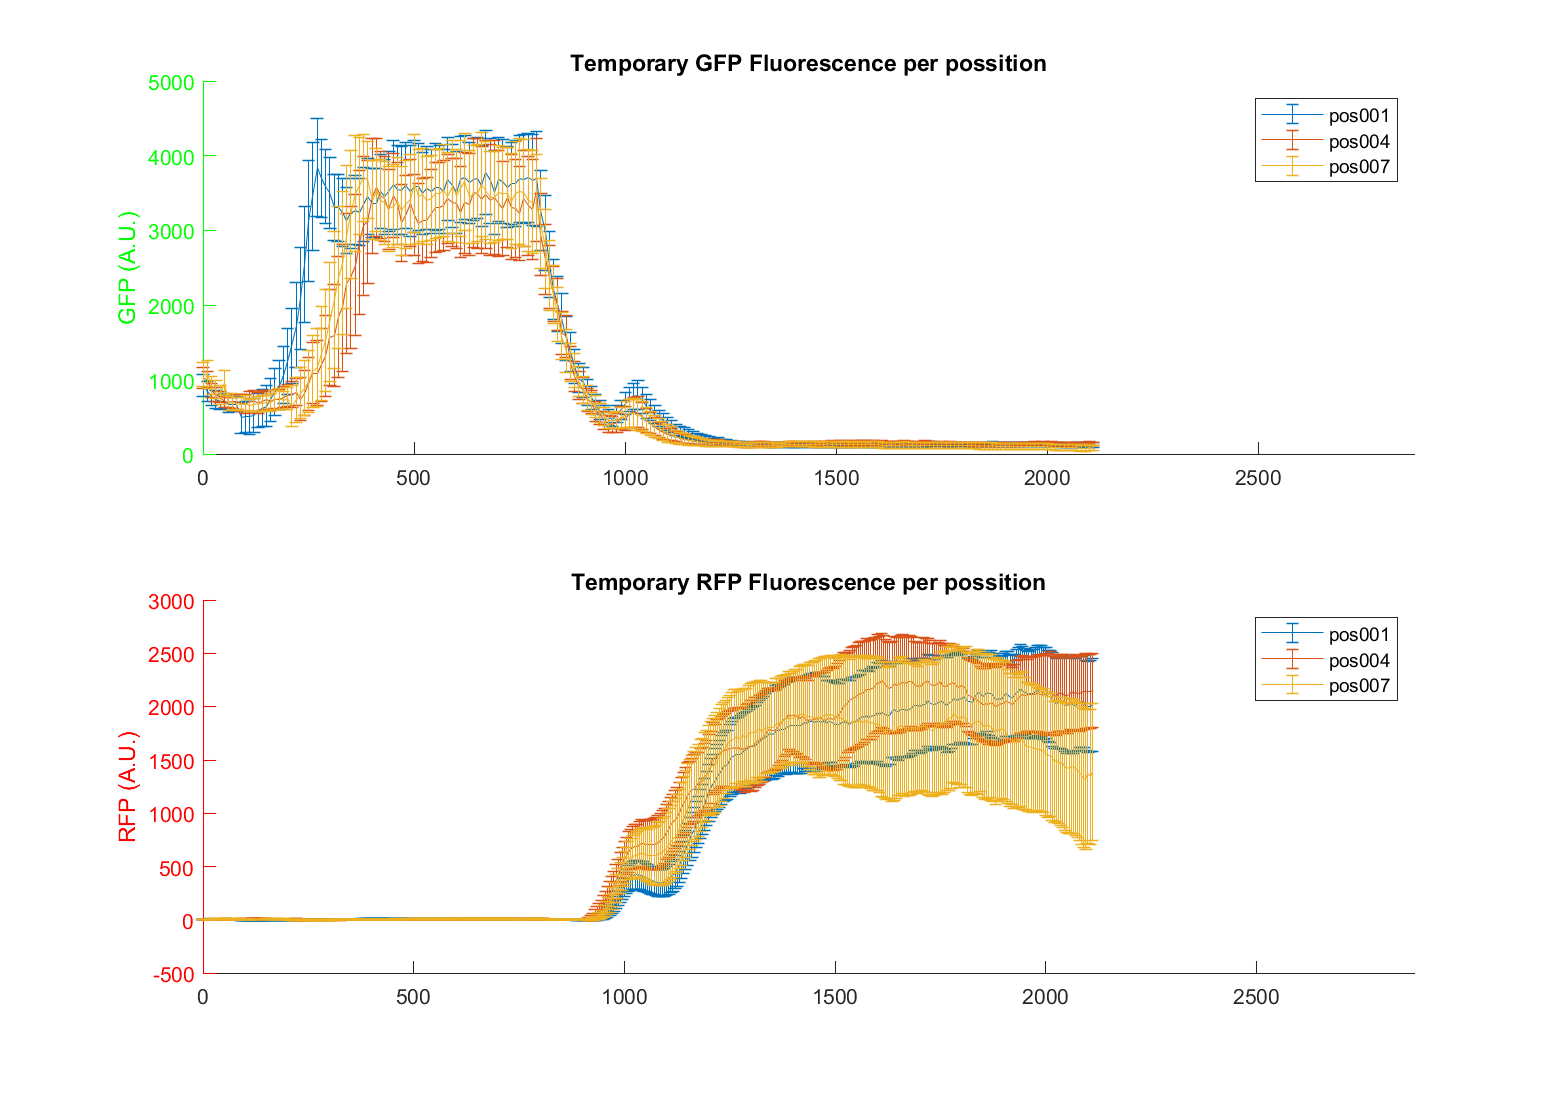 Temporary GFP Fluorescence per possition
5000
4000
3000
2000
1000
0
GFP (A.U.)
0 500 1000 1500 2000 2500
pos001
pos004
pos007
Temporary RFP Fluorescence per possition
3000
2500
2000
1500
1000
500
0
-500
RFP (A.U.)
0 500 1000 1500 2000 2500
pos001
pos004
pos007